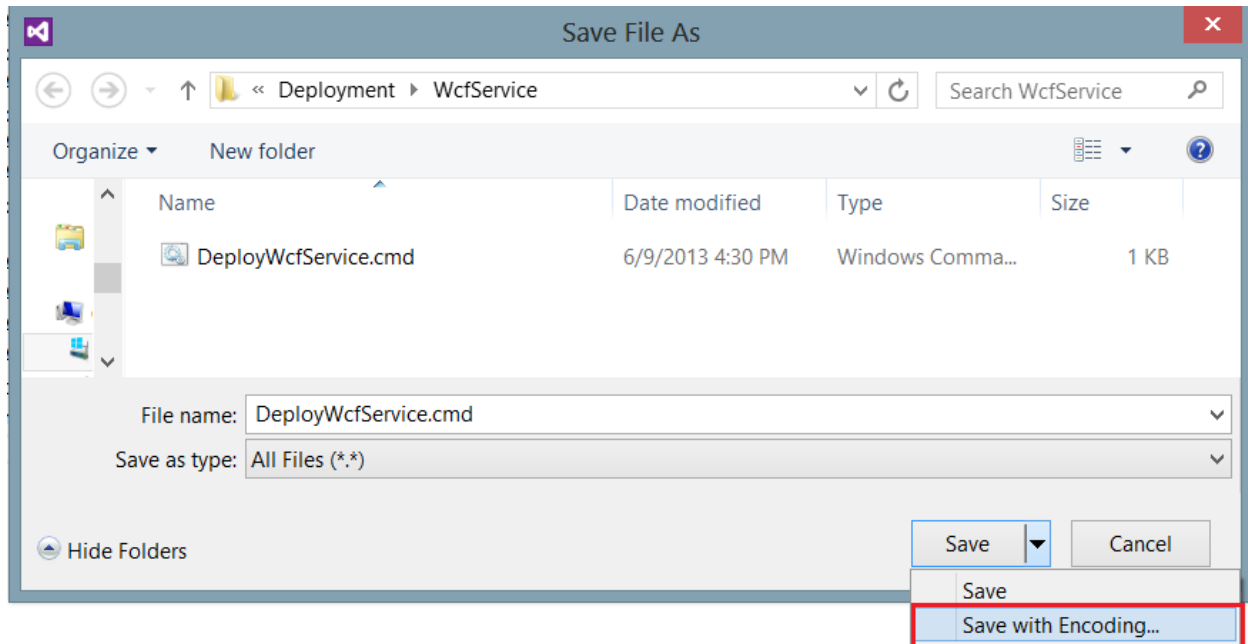 Save File As
« Deployment WcfService
Search WcfService
Organize New folder
Name Date modified Type Size
DeployWcfService.cmd 6/9/2013 4:30 PM Windows Comma... 1 KB
File name: DeployWcfService.cmd
Save as type: All Files (*.*)
Hide Folders
Save Cancel
Save
Save with Encoding...